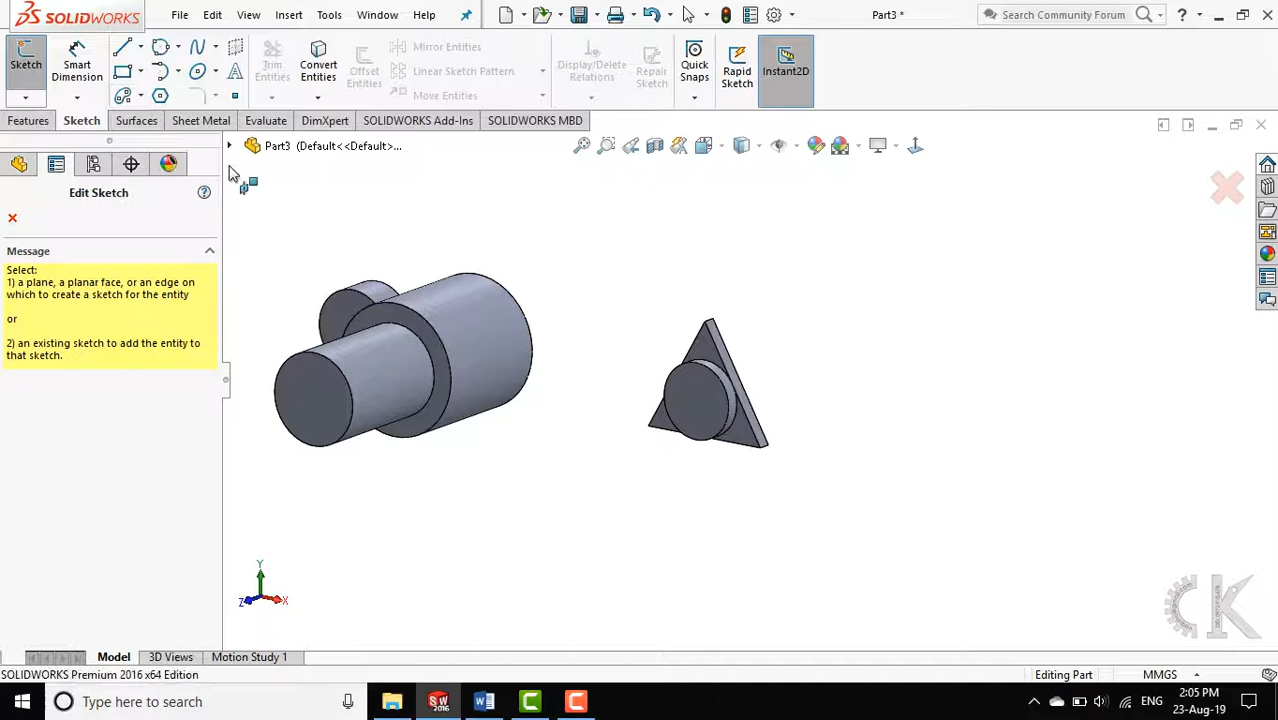 SOLIDWORKS
File
Edit
View
Insert
Tools
Window
Help
Part3 *
Search Community Forum
?
Sketch
Smart
Dimension
Trim
Entities
Convert
Entities
Offset
Entities
Mirror Entities
Linear Sketch Pattern
Move Entities
Display/Delete
Relations
Repair
Sketch
Quick
Snaps
Rapid
Sketch
Instant2D
Features
Sketch
Surfaces
Sheet Metal
Evaluate
DimXpert
SOLIDWORKS Add-Ins
SOLIDWORKS MBD
Part3 (Default<<Default>...
Edit Sketch
?
Message
Select:
1) a plane, a planar face, or an edge on
which to create a sketch for the entity
or
2) an existing sketch to add the entity to
that sketch.
Y
Z
X
Model
3D Views
Motion Study 1
SOLIDWORKS Premium 2016 x64 Edition
Editing Part
MMGS
Type here to search
SW
2016
W
ENG
2:05 PM
23-Aug-19